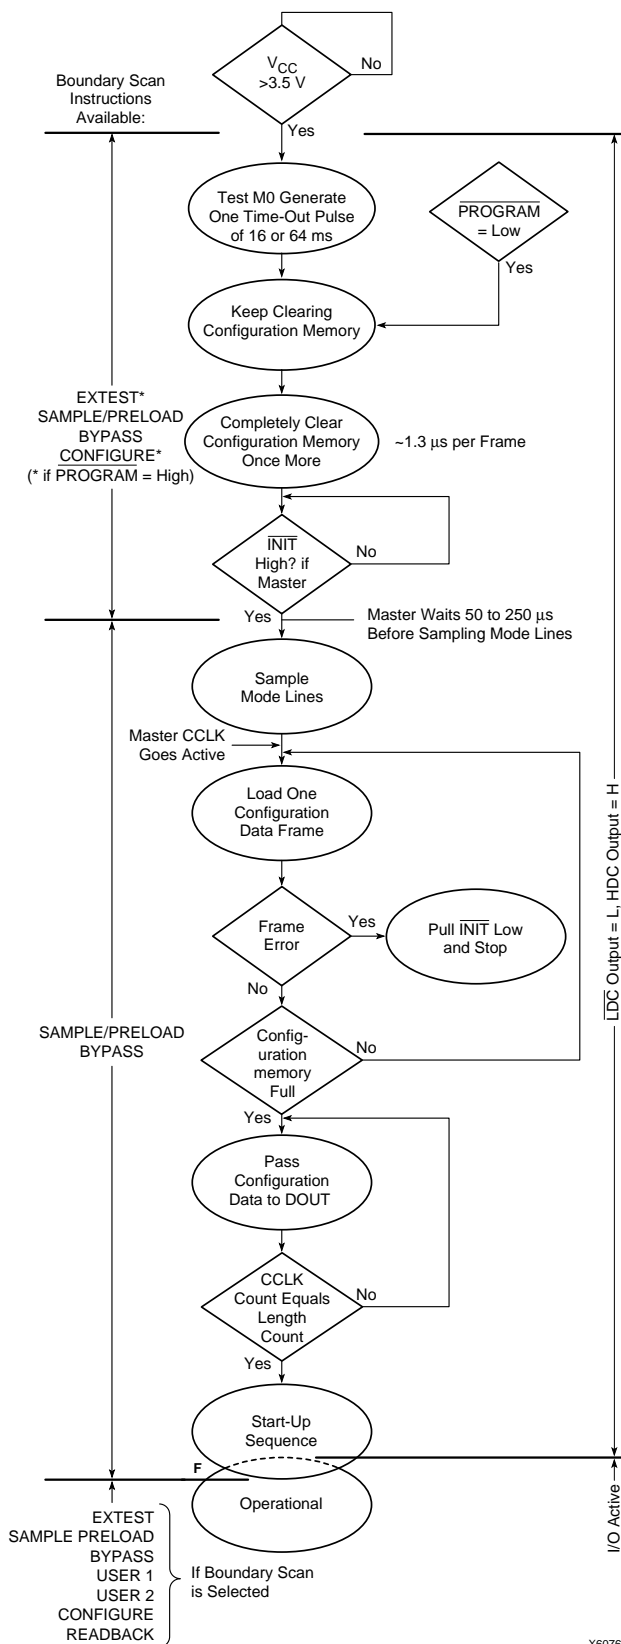 V_CC
>3.5 V
No
Boundary Scan
Instructions
Available:
Yes
Test M0 Generate
One Time-Out Pulse
of 16 or 64 ms
PROGRAM
= Low
Yes
Keep Clearing
Configuration Memory
EXTEST*
SAMPLE/PRELOAD
BYPASS
CONFIGURE*
(* if PROGRAM = High)
Completely Clear
Configuration Memory
Once More
~1.3 µs per Frame
INIT
High? if
Master
No
Yes
Master Waits 50 to 250 µs
Before Sampling Mode Lines
Sample
Mode Lines
Master CCLK
Goes Active
Load One
Configuration
Data Frame
LDC Output = L, HDC Output = H
Frame
Error
Yes
Pull INIT Low
and Stop
No
SAMPLE/PRELOAD
BYPASS
Config-
uration
memory
Full
No
Yes
Pass
Configuration
Data to DOUT
CCLK
Count Equals
Length
Count
No
Yes
Start-Up
Sequence
F
Operational
I/O Active
EXTEST
SAMPLE PRELOAD
BYPASS
USER 1
USER 2
CONFIGURE
READBACK
If Boundary Scan
is Selected